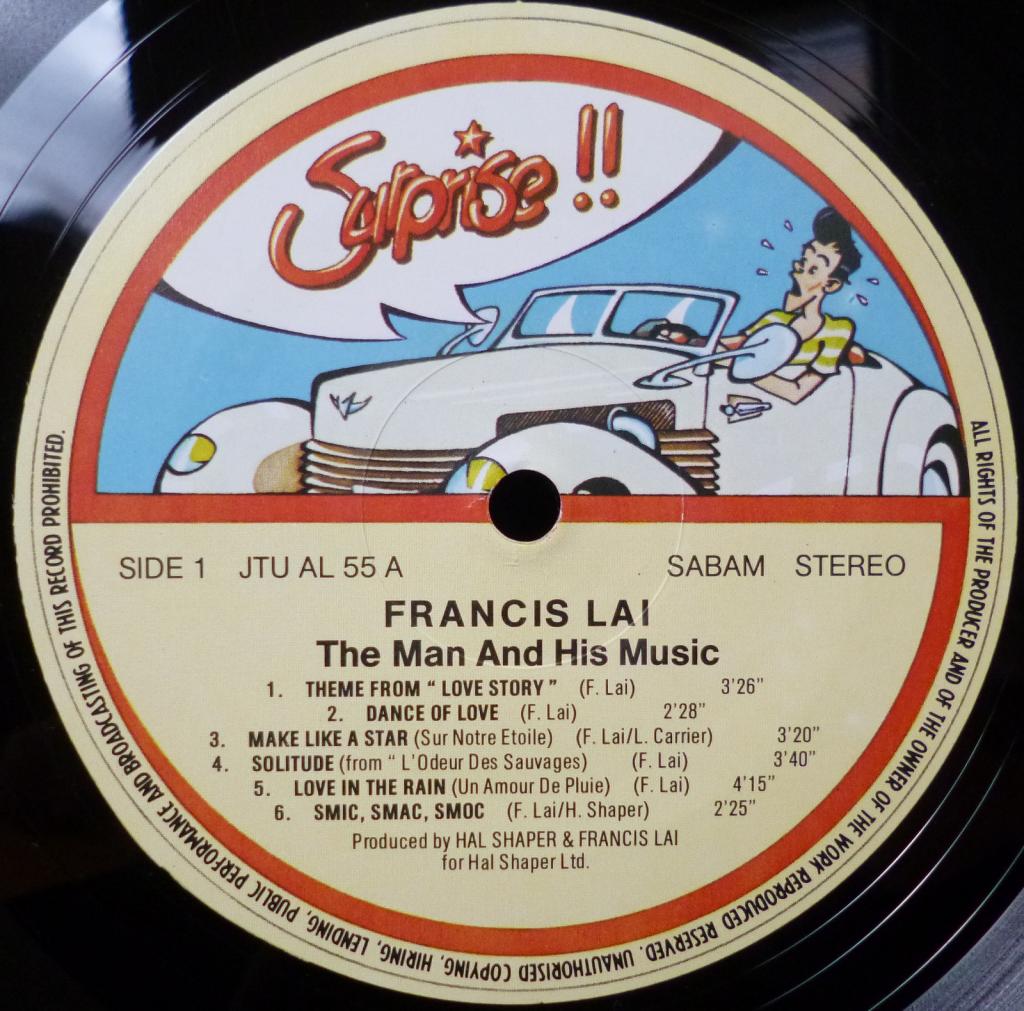 Surprise!!
SIDE 1 JTU AL 55 A SABAM STEREO
FRANCIS LAI
The Man And His Music
1. THEME FROM “ LOVE STORY ” (F. Lai) 3’26”
2. DANCE OF LOVE (F. Lai) 2’28”
3. MAKE LIKE A STAR (Sur Notre Etoile) (F. Lai/L. Carrier) 3’20”
4. SOLITUDE (from “ L’Odeur Des Sauvages) (F. Lai) 3’40”
5. LOVE IN THE RAIN (Un Amour De Pluie) (F. Lai) 4’15”
6. SMIC, SMAC, SMOC (F. Lai/H. Shaper) 2’25”
Produced by HAL SHAPER & FRANCIS LAI
for Hal Shaper Ltd.
ALL RIGHTS OF THE PRODUCER AND OF THE OWNER OF THE WORK REPRODUCED RESERVED. UNAUTHORISED COPYING, HIRING, LENDING, PUBLIC PERFORMANCE AND BROADCASTING OF THIS RECORD PROHIBITED.